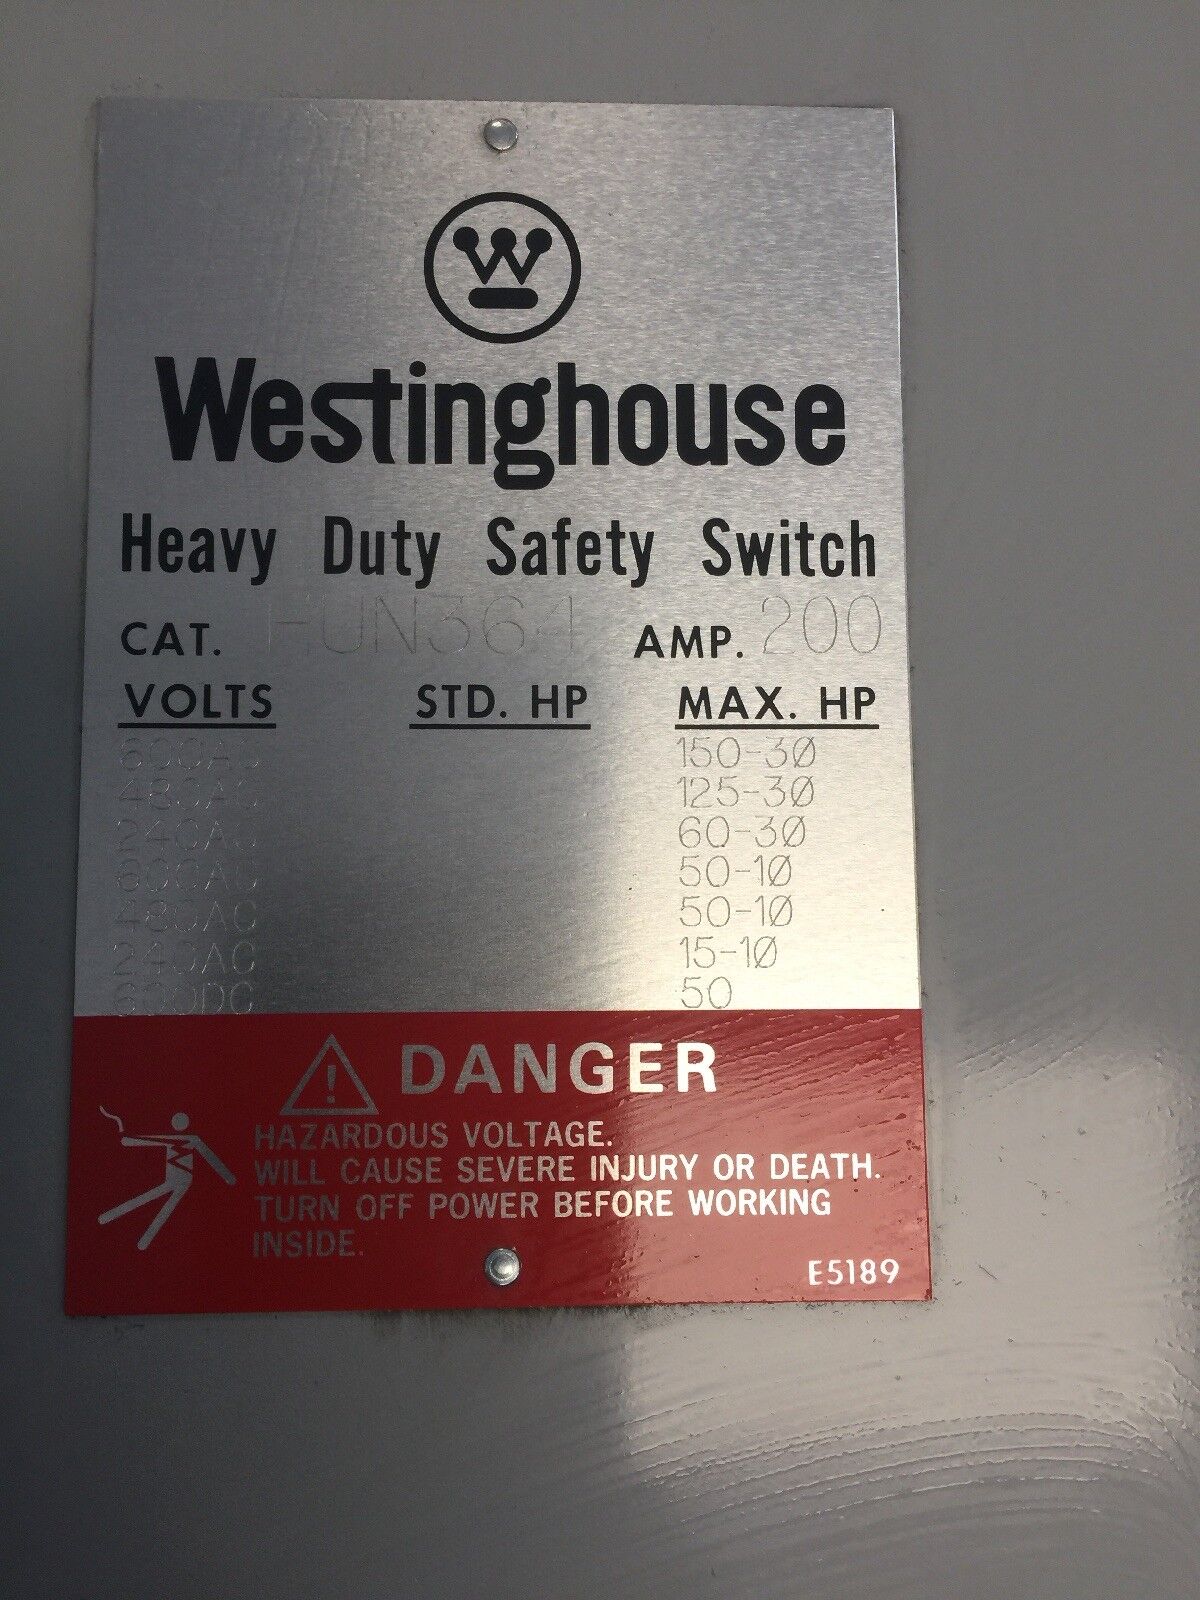 W
Westinghouse
Heavy Duty Safety Switch
CAT. HUN364 AMP. 200
VOLTS STD. HP MAX. HP
600AC 150-3Ø
480AC 125-3Ø
240AC 60-3Ø
600AC 50-1Ø
480AC 50-1Ø
240AC 15-1Ø
600DC 50
! DANGER
HAZARDOUS VOLTAGE.
WILL CAUSE SEVERE INJURY OR DEATH.
TURN OFF POWER BEFORE WORKING
INSIDE.
E5189